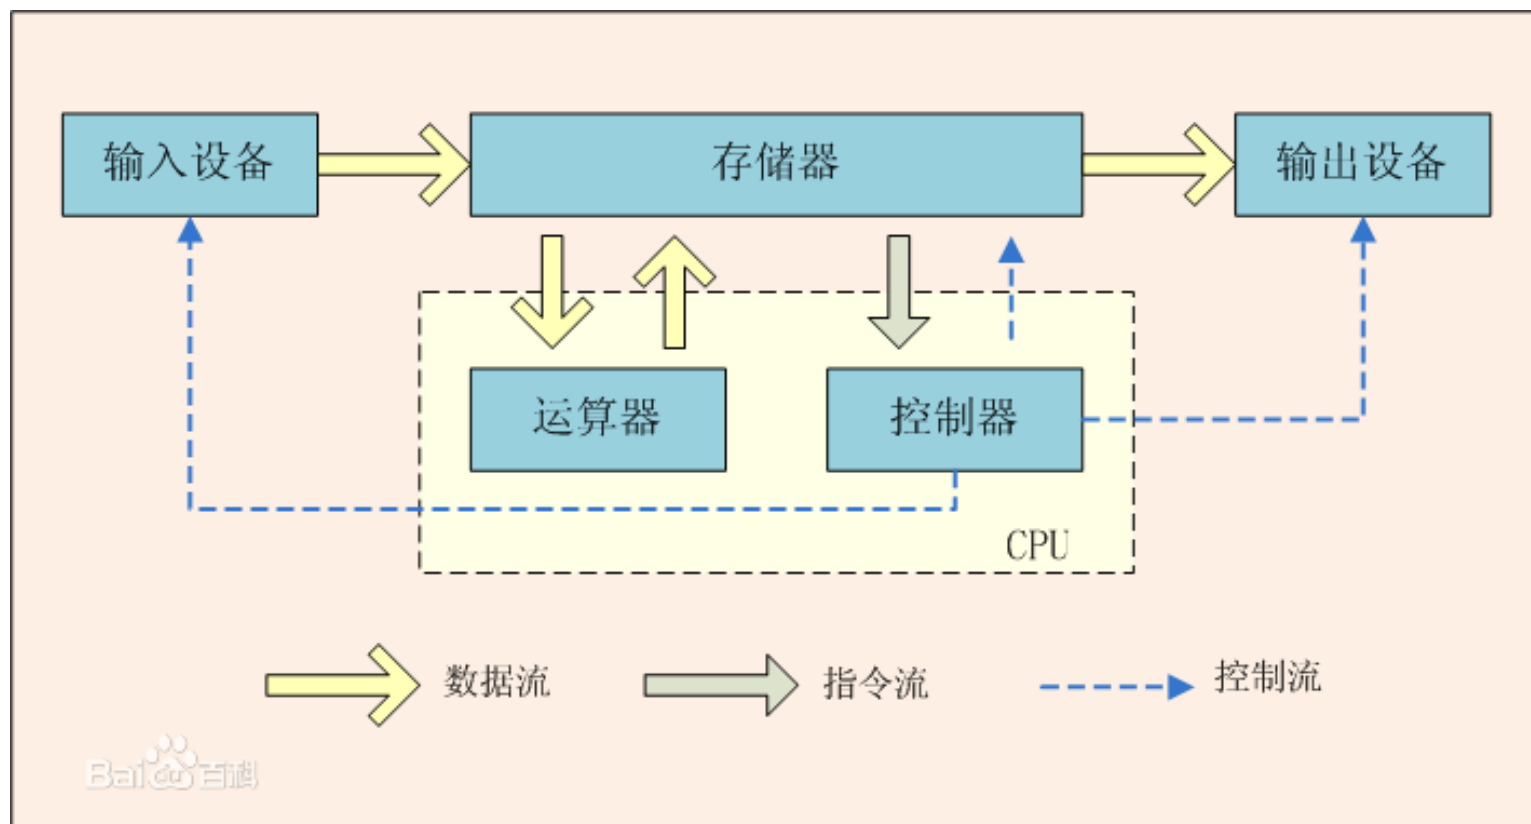 输入设备
存储器
输出设备
运算器
控制器
CPU
数据流
指令流
控制流
Baidu百科